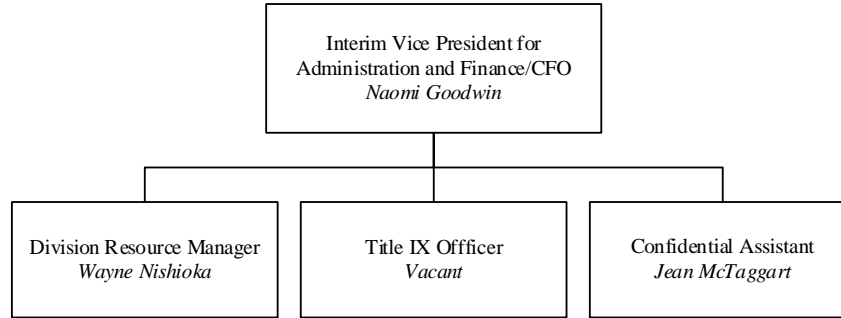 Interim Vice President for
Administration and Finance/CFO
Naomi Goodwin
Division Resource Manager
Wayne Nishioka
Title IX Offficer
Vacant
Confidential Assistant
Jean McTaggart